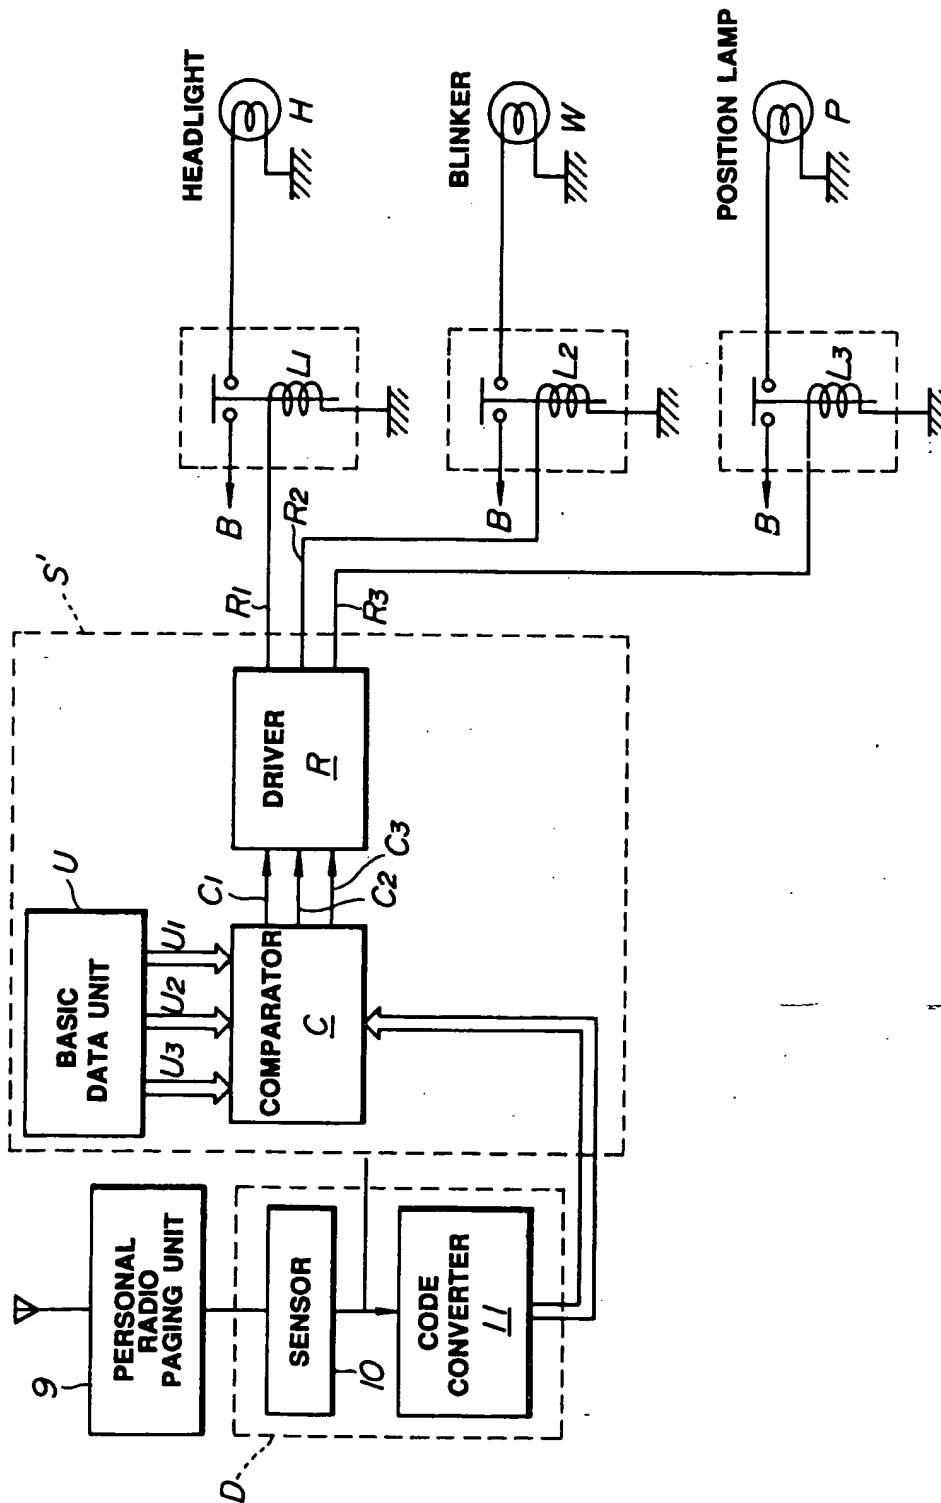 9
PERSONAL
RADIO
PAGING UNIT
D
SENSOR
10
CODE
CONVERTER
11
S'
U
BASIC
DATA UNIT
U3
U2
U1
COMPARATOR
C
C1
C2
C3
DRIVER
R
R1
R2
R3
B
L1
HEADLIGHT
H
B
L2
BLINKER
W
B
L3
POSITION LAMP
P